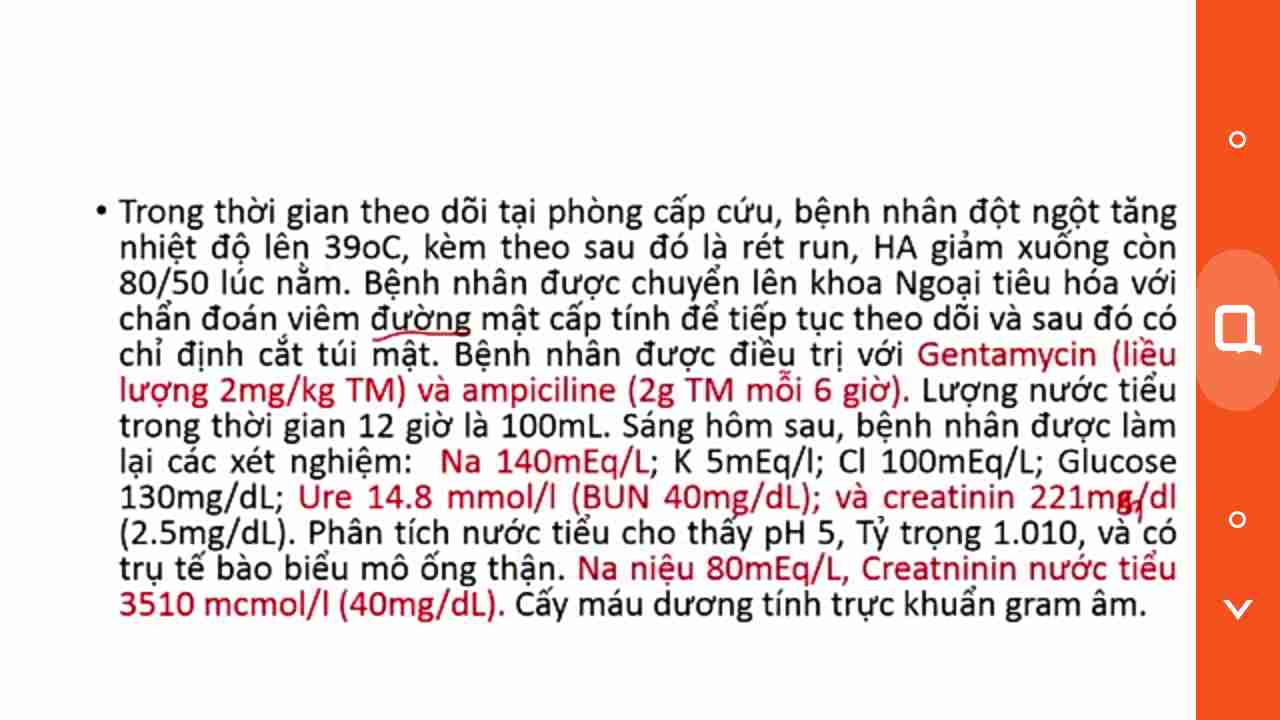 • Trong thời gian theo dõi tại phòng cấp cứu, bệnh nhân đột ngột tăng
nhiệt độ lên 39oC, kèm theo sau đó là rét run, HA giảm xuống còn
80/50 lúc nằm. Bệnh nhân được chuyển lên khoa Ngoại tiêu hóa với
chẩn đoán viêm đường mật cấp tính để tiếp tục theo dõi và sau đó có
chỉ định cắt túi mật. Bệnh nhân được điều trị với Gentamycin (liều
lượng 2mg/kg TM) và ampiciline (2g TM mỗi 6 giờ). Lượng nước tiểu
trong thời gian 12 giờ là 100mL. Sáng hôm sau, bệnh nhân được làm
lại các xét nghiệm: Na 140mEq/L; K 5mEq/l; Cl 100mEq/L; Glucose
130mg/dL; Ure 14.8 mmol/l (BUN 40mg/dL); và creatinin 221mg/dl
(2.5mg/dL). Phân tích nước tiểu cho thấy pH 5, Tỷ trọng 1.010, và có
trụ tế bào biểu mô ống thận. Na niệu 80mEq/L, Creatninin nước tiểu
3510 mcmol/l (40mg/dL). Cấy máu dương tính trực khuẩn gram âm.